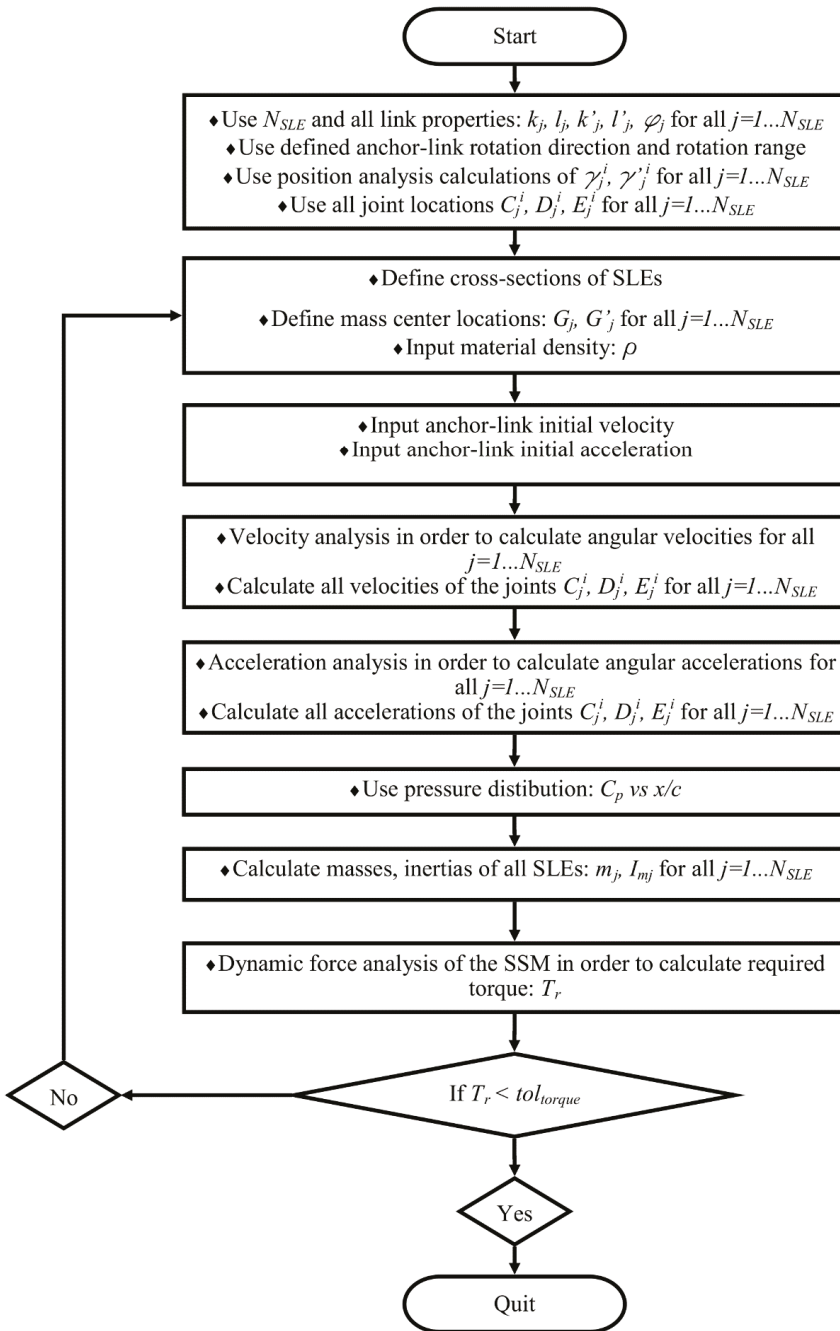 Start
♦Use N_SLE and all link properties: k_j, l_j, k'_j, l'_j, φ_j for all j=1...N_SLE
♦Use defined anchor-link rotation direction and rotation range
♦Use position analysis calculations of γ_j^i, γ'_j^i for all j=1...N_SLE
♦Use all joint locations C_j^i, D_j^i, E_j^i for all j=1...N_SLE
♦Define cross-sections of SLEs
♦Define mass center locations: G_j, G'_j for all j=1...N_SLE
♦Input material density: ρ
♦Input anchor-link initial velocity
♦Input anchor-link initial acceleration
♦Velocity analysis in order to calculate angular velocities for all
j=1...N_SLE
♦Calculate all velocities of the joints C_j^i, D_j^i, E_j^i for all j=1...N_SLE
♦Acceleration analysis in order to calculate angular accelerations for
all j=1...N_SLE
♦Calculate all accelerations of the joints C_j^i, D_j^i, E_j^i for all j=1...N_SLE
♦Use pressure distibution: C_p vs x/c
♦Calculate masses, inertias of all SLEs: m_j, I_mj for all j=1...N_SLE
♦Dynamic force analysis of the SSM in order to calculate required
torque: T_r
No
If T_r < tol_torque
Yes
Quit